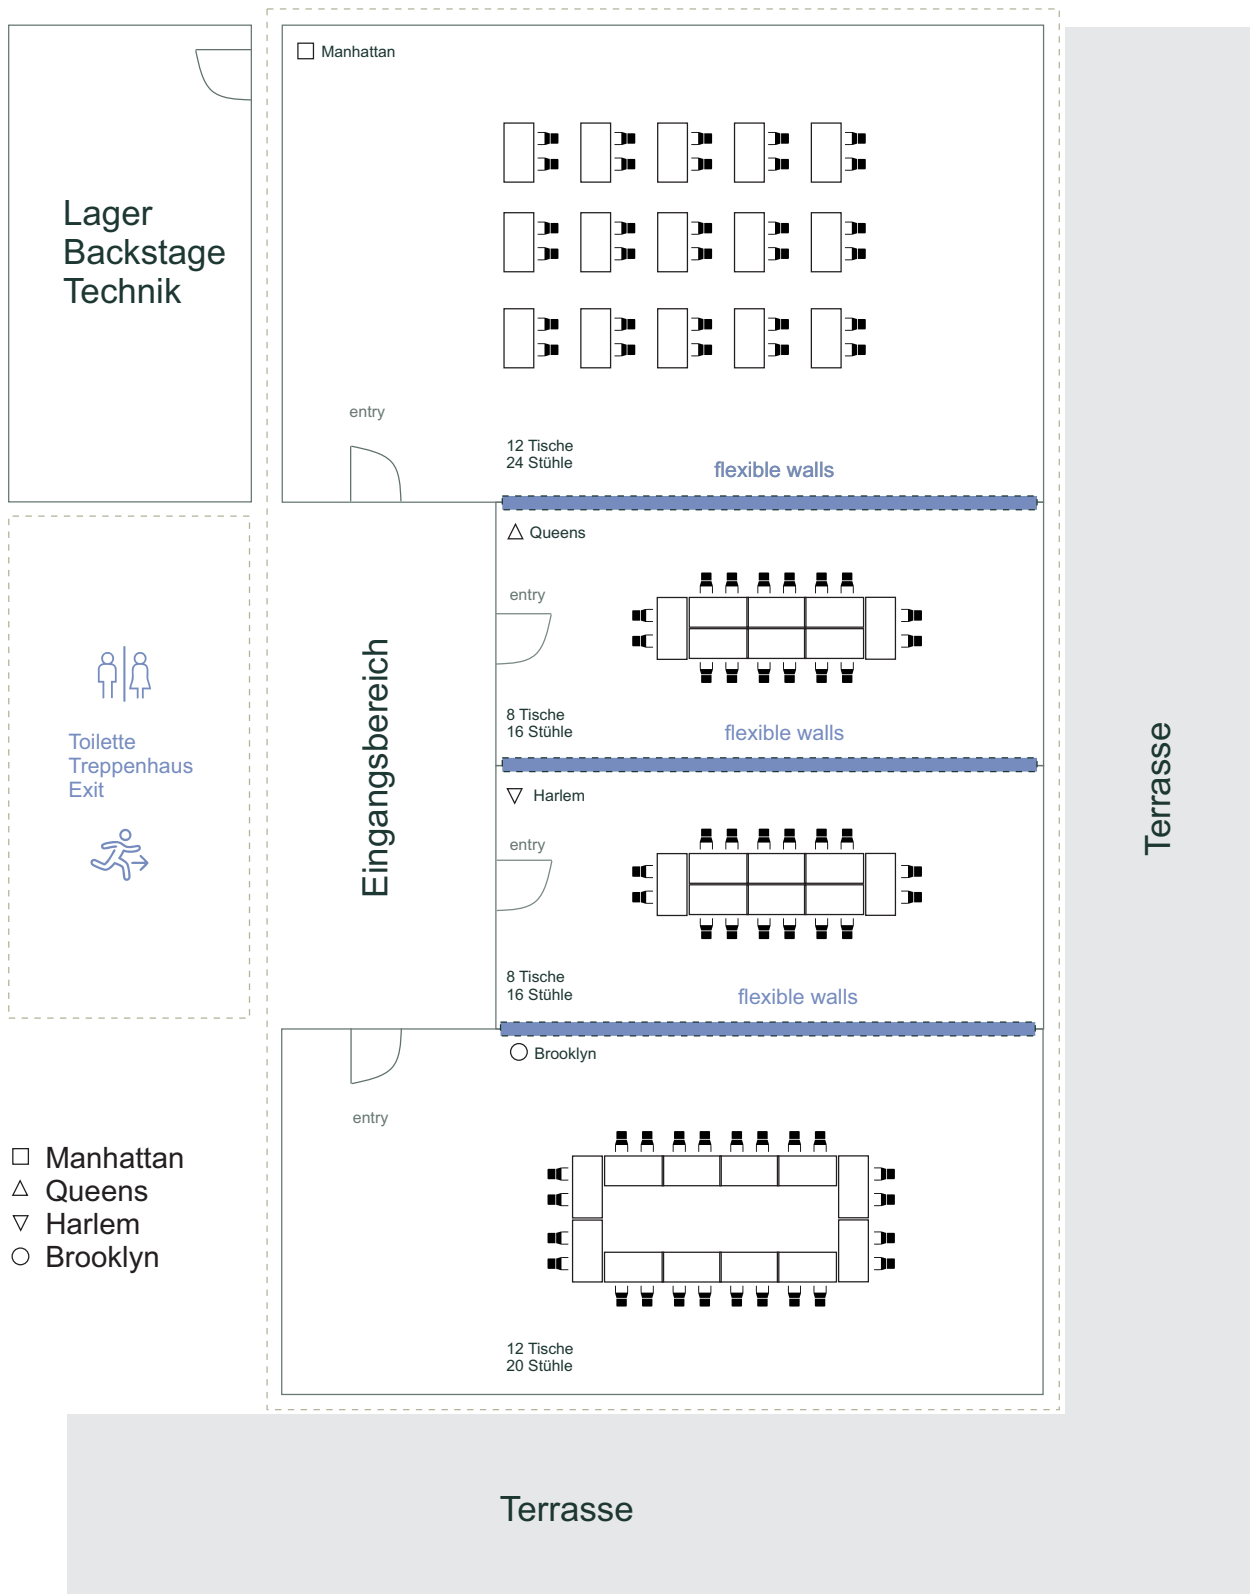 Manhattan
Lager
Backstage
Technik
entry
12 Tische
24 Stühle
flexible walls
Queens
entry
8 Tische
16 Stühle
flexible walls
Toilette
Treppenhaus
Exit
Eingangsbereich
Terrasse
Harlem
entry
8 Tische
16 Stühle
flexible walls
Brooklyn
entry
Manhattan
Queens
Harlem
Brooklyn
12 Tische
20 Stühle
Terrasse